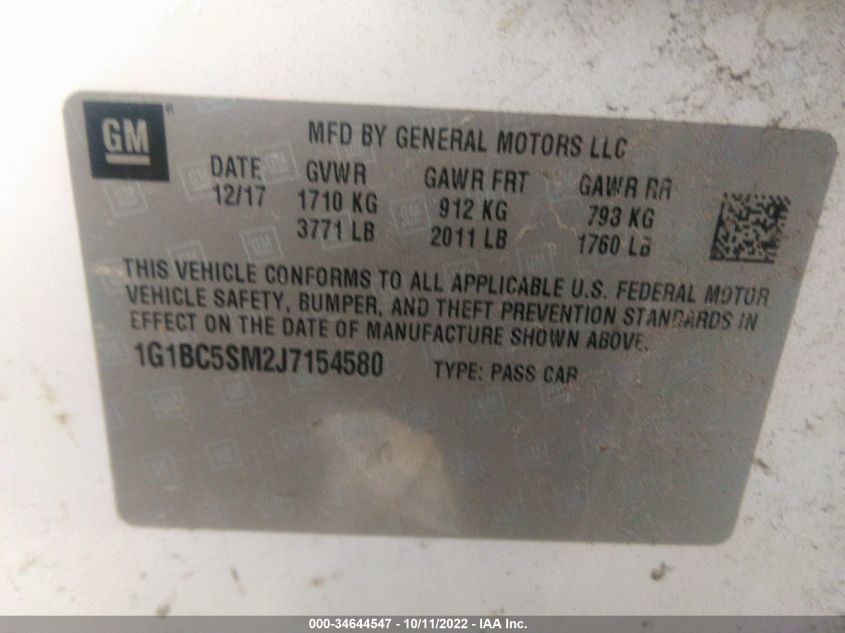 GM ®
MFD BY GENERAL MOTORS LLC
DATE GVWR GAWR FRT GAWR RR
12/17 1710 KG 912 KG 793 KG
3771 LB 2011 LB 1760 LB
THIS VEHICLE CONFORMS TO ALL APPLICABLE U.S. FEDERAL MOTOR
VEHICLE SAFETY, BUMPER, AND THEFT PREVENTION STANDARDS IN
EFFECT ON THE DATE OF MANUFACTURE SHOWN ABOVE.
1G1BC5SM2J7154580 TYPE: PASS CAR
000-34644547 - 10/11/2022 - IAA Inc.